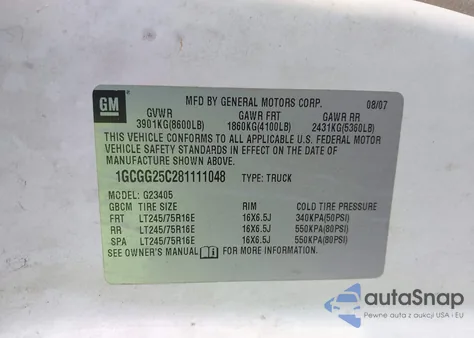 GM
MFD BY GENERAL MOTORS CORP. 08/07
GVWR GAWR FRT GAWR RR
3901KG(8600LB) 1860KG(4100LB) 2431KG(5360LB)
THIS VEHICLE CONFORMS TO ALL APPLICABLE U.S. FEDERAL MOTOR
VEHICLE SAFETY STANDARDS IN EFFECT ON THE DATE
OF MANUFACTURE SHOWN ABOVE.
1GCGG25C281111048 TYPE: TRUCK
MODEL: G23405
GBCM TIRE SIZE RIM COLD TIRE PRESSURE
FRT LT245/75R16E 16X6.5J 340KPA(50PSI)
RR LT245/75R16E 16X6.5J 550KPA(80PSI)
SPA LT245/75R16E 16X6.5J 550KPA(80PSI)
SEE OWNER'S MANUAL FOR MORE INFORMATION
autoSnap
Pewne auta z aukcji USA i EU